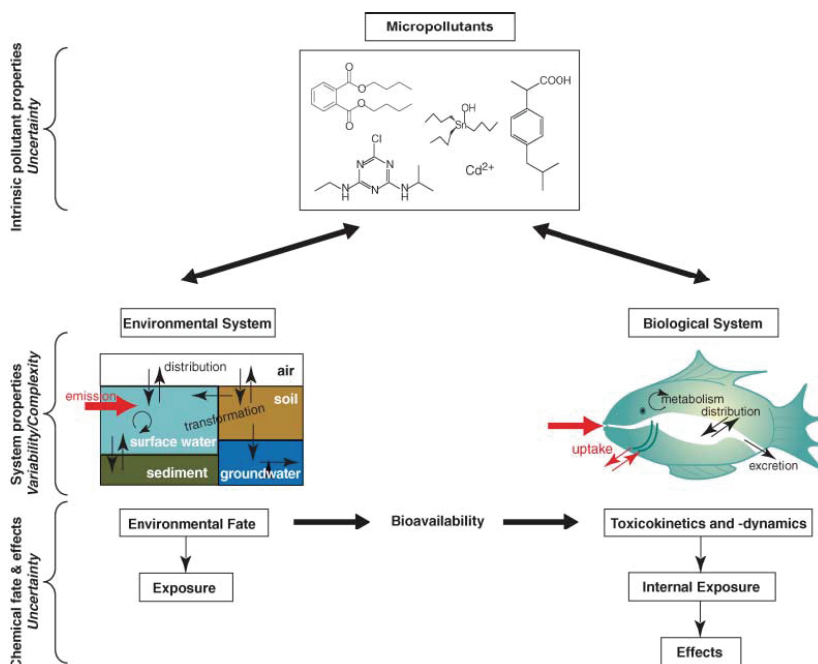 Micropollutants
Intrinsic pollutant properties
Uncertainty
O
O
O
O
OH
Sn
COOH
Cl
N
N
N
N
H
N
H
Cd²⁺
Environmental System
Biological System
System properties
Variability/Complexity
distribution
air
emission
transformation
soil
surface water
sediment
groundwater
metabolism
distribution
uptake
excretion
Chemical fate & effects
Uncertainty
Environmental Fate
Bioavailability
Toxicokinetics and -dynamics
Exposure
Internal Exposure
Effects